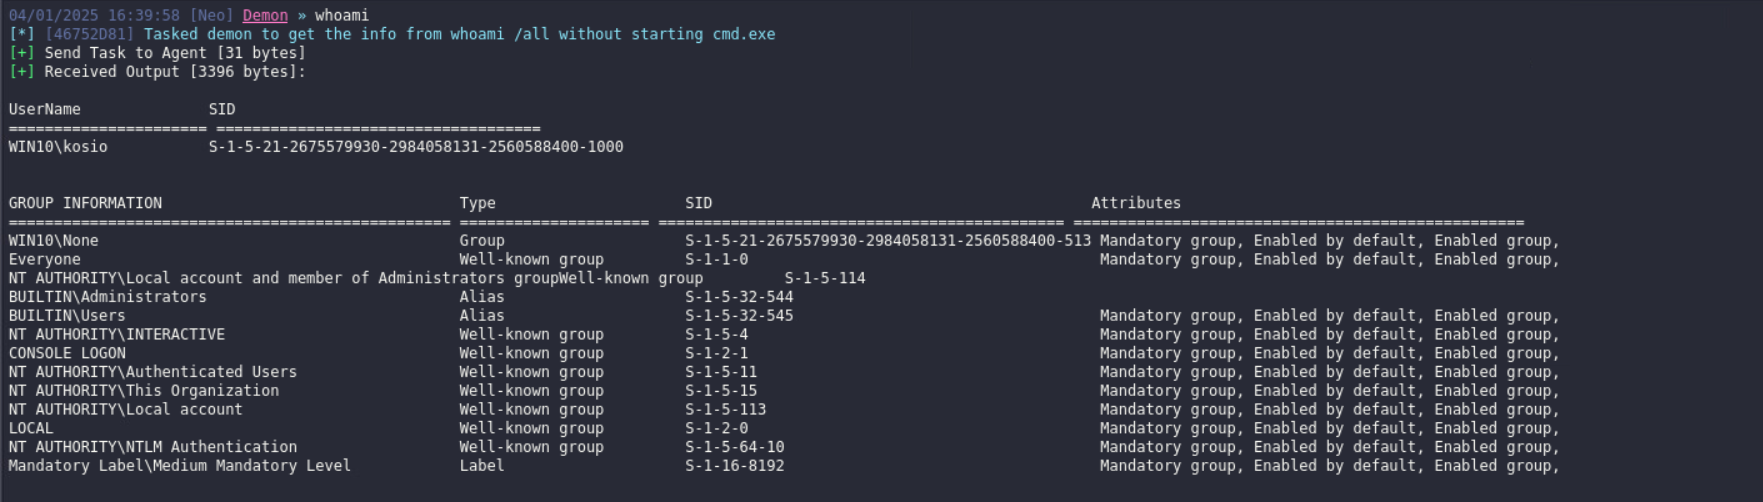 04/01/2025 16:39:58 [Neo] Demon » whoami
[*] [46752D81] Tasked demon to get the info from whoami /all without starting cmd.exe
[+] Send Task to Agent [31 bytes]
[+] Received Output [3396 bytes]:
UserName SID
====================== ====================================
WIN10\kosio S-1-5-21-2675579930-2984058131-2560588400-1000
GROUP INFORMATION Type SID Attributes
================================================= ===================== ============================================= ==================================================
WIN10\None Group S-1-5-21-2675579930-2984058131-2560588400-513 Mandatory group, Enabled by default, Enabled group,
Everyone Well-known group S-1-1-0 Mandatory group, Enabled by default, Enabled group,
NT AUTHORITY\Local account and member of Administrators groupWell-known group S-1-5-114
BUILTIN\Administrators Alias S-1-5-32-544
BUILTIN\Users Alias S-1-5-32-545 Mandatory group, Enabled by default, Enabled group,
NT AUTHORITY\INTERACTIVE Well-known group S-1-5-4 Mandatory group, Enabled by default, Enabled group,
CONSOLE LOGON Well-known group S-1-2-1 Mandatory group, Enabled by default, Enabled group,
NT AUTHORITY\Authenticated Users Well-known group S-1-5-11 Mandatory group, Enabled by default, Enabled group,
NT AUTHORITY\This Organization Well-known group S-1-5-15 Mandatory group, Enabled by default, Enabled group,
NT AUTHORITY\Local account Well-known group S-1-5-113 Mandatory group, Enabled by default, Enabled group,
LOCAL Well-known group S-1-2-0 Mandatory group, Enabled by default, Enabled group,
NT AUTHORITY\NTLM Authentication Well-known group S-1-5-64-10 Mandatory group, Enabled by default, Enabled group,
Mandatory Label\Medium Mandatory Level Label S-1-16-8192 Mandatory group, Enabled by default, Enabled group,